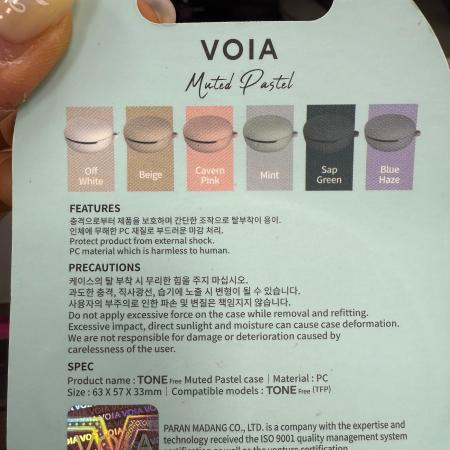 VOIA
Muted Pastel
Off White
Beige
Cavern Pink
Mint
Sap Green
Blue Haze
FEATURES
충격으로부터 제품을 보호하며 간단한 조작으로 탈부착이 용이.
인체에 무해한 PC 재질로 부드러운 마감 처리.
Protect product from external shock.
PC material which is harmless to human.
PRECAUTIONS
케이스의 탈 부착 시 무리한 힘을 주지 마십시오.
과도한 충격, 직사광선, 습기에 노출 시 변형이 될 수 있습니다.
사용자의 부주의로 인한 파손 및 변질은 책임지지 않습니다.
Do not apply excessive force on the case while removal and refitting.
Excessive impact, direct sunlight and moisture can cause case deformation.
We are not responsible for damage or deterioration caused by
carelessness of the user.
SPEC
Product name : TONE Free Muted Pastel case | Material : PC
Size : 63 X 57 X 33mm | Compatible models : TONE Free (TFP)
VOIA VOIA VOIA
PARAN MADANG CO., LTD. is a company with the expertise and
technology received the ISO 9001 quality management system
certification as well as the venture certification